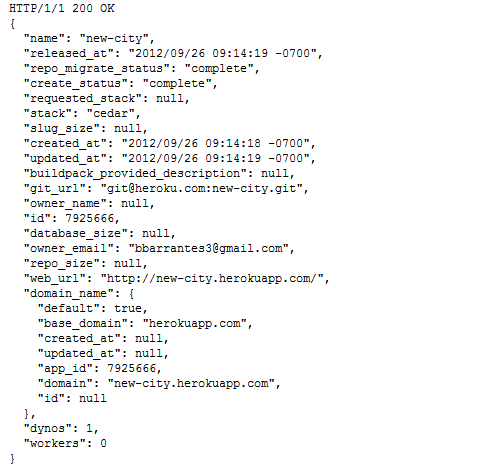 HTTP/1/1 200 OK
{
  "name": "new-city",
  "released_at": "2012/09/26 09:14:19 -0700",
  "repo_migrate_status": "complete",
  "create_status": "complete",
  "requested_stack": null,
  "stack": "cedar",
  "slug_size": null,
  "created_at": "2012/09/26 09:14:18 -0700",
  "updated_at": "2012/09/26 09:14:19 -0700",
  "buildpack_provided_description": null,
  "git_url": "git@heroku.com:new-city.git",
  "owner_name": null,
  "id": 7925666,
  "database_size": null,
  "owner_email": "bbarrantes3@gmail.com",
  "repo_size": null,
  "web_url": "http://new-city.herokuapp.com/",
  "domain_name": {
    "default": true,
    "base_domain": "herokuapp.com",
    "created_at": null,
    "updated_at": null,
    "app_id": 7925666,
    "domain": "new-city.herokuapp.com",
    "id": null
  },
  "dynos": 1,
  "workers": 0
}